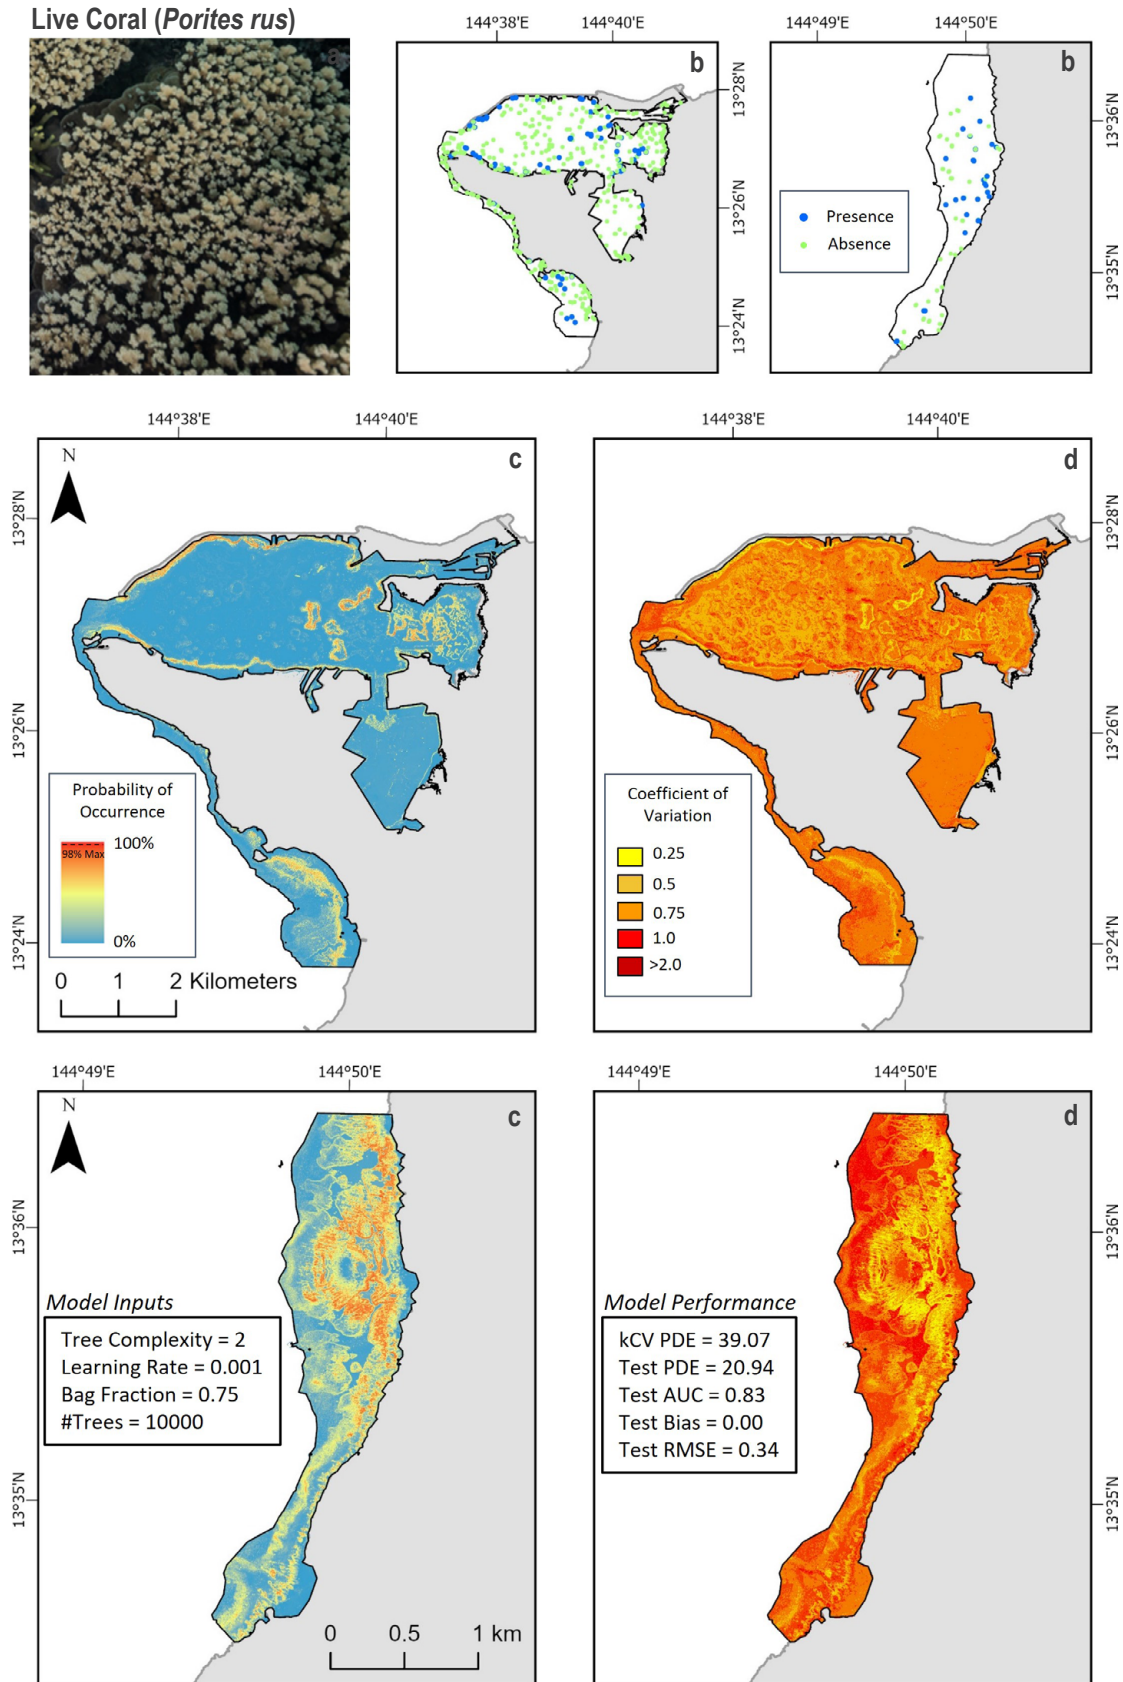 Live Coral (Porites rus)
144°38'E 144°40'E
b
13°28'N
13°26'N
13°24'N
144°49'E 144°50'E
b
13°36'N
13°35'N
Presence
Absence
144°38'E 144°40'E
N
c
13°28'N
13°26'N
13°24'N
Probability of
Occurrence
100%
98% Max
0%
0 1 2 Kilometers
144°38'E 144°40'E
d
13°28'N
13°26'N
13°24'N
Coefficient of
Variation
0.25
0.5
0.75
1.0
>2.0
144°49'E 144°50'E
N
c
13°36'N
13°35'N
Model Inputs
Tree Complexity = 2
Learning Rate = 0.001
Bag Fraction = 0.75
#Trees = 10000
0 0.5 1 km
144°49'E 144°50'E
d
13°36'N
13°35'N
Model Performance
kCV PDE = 39.07
Test PDE = 20.94
Test AUC = 0.83
Test Bias = 0.00
Test RMSE = 0.34